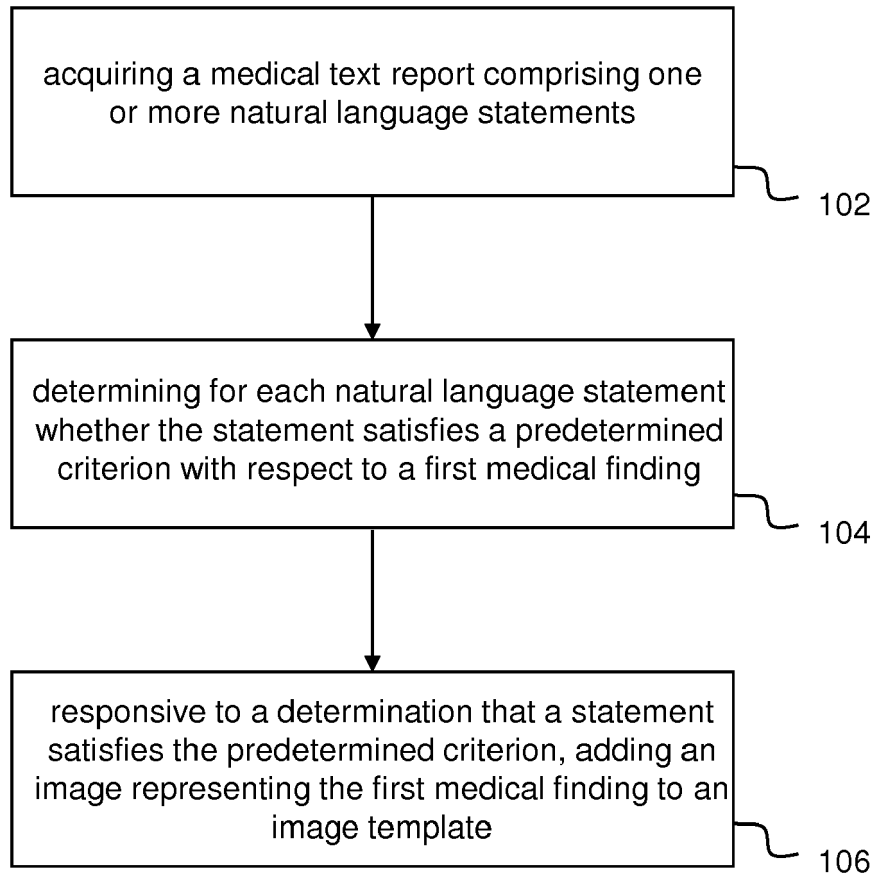 acquiring a medical text report comprising one
or more natural language statements
102
determining for each natural language statement
whether the statement satisfies a predetermined
criterion with respect to a first medical finding
104
responsive to a determination that a statement
satisfies the predetermined criterion, adding an
image representing the first medical finding to an
image template
106